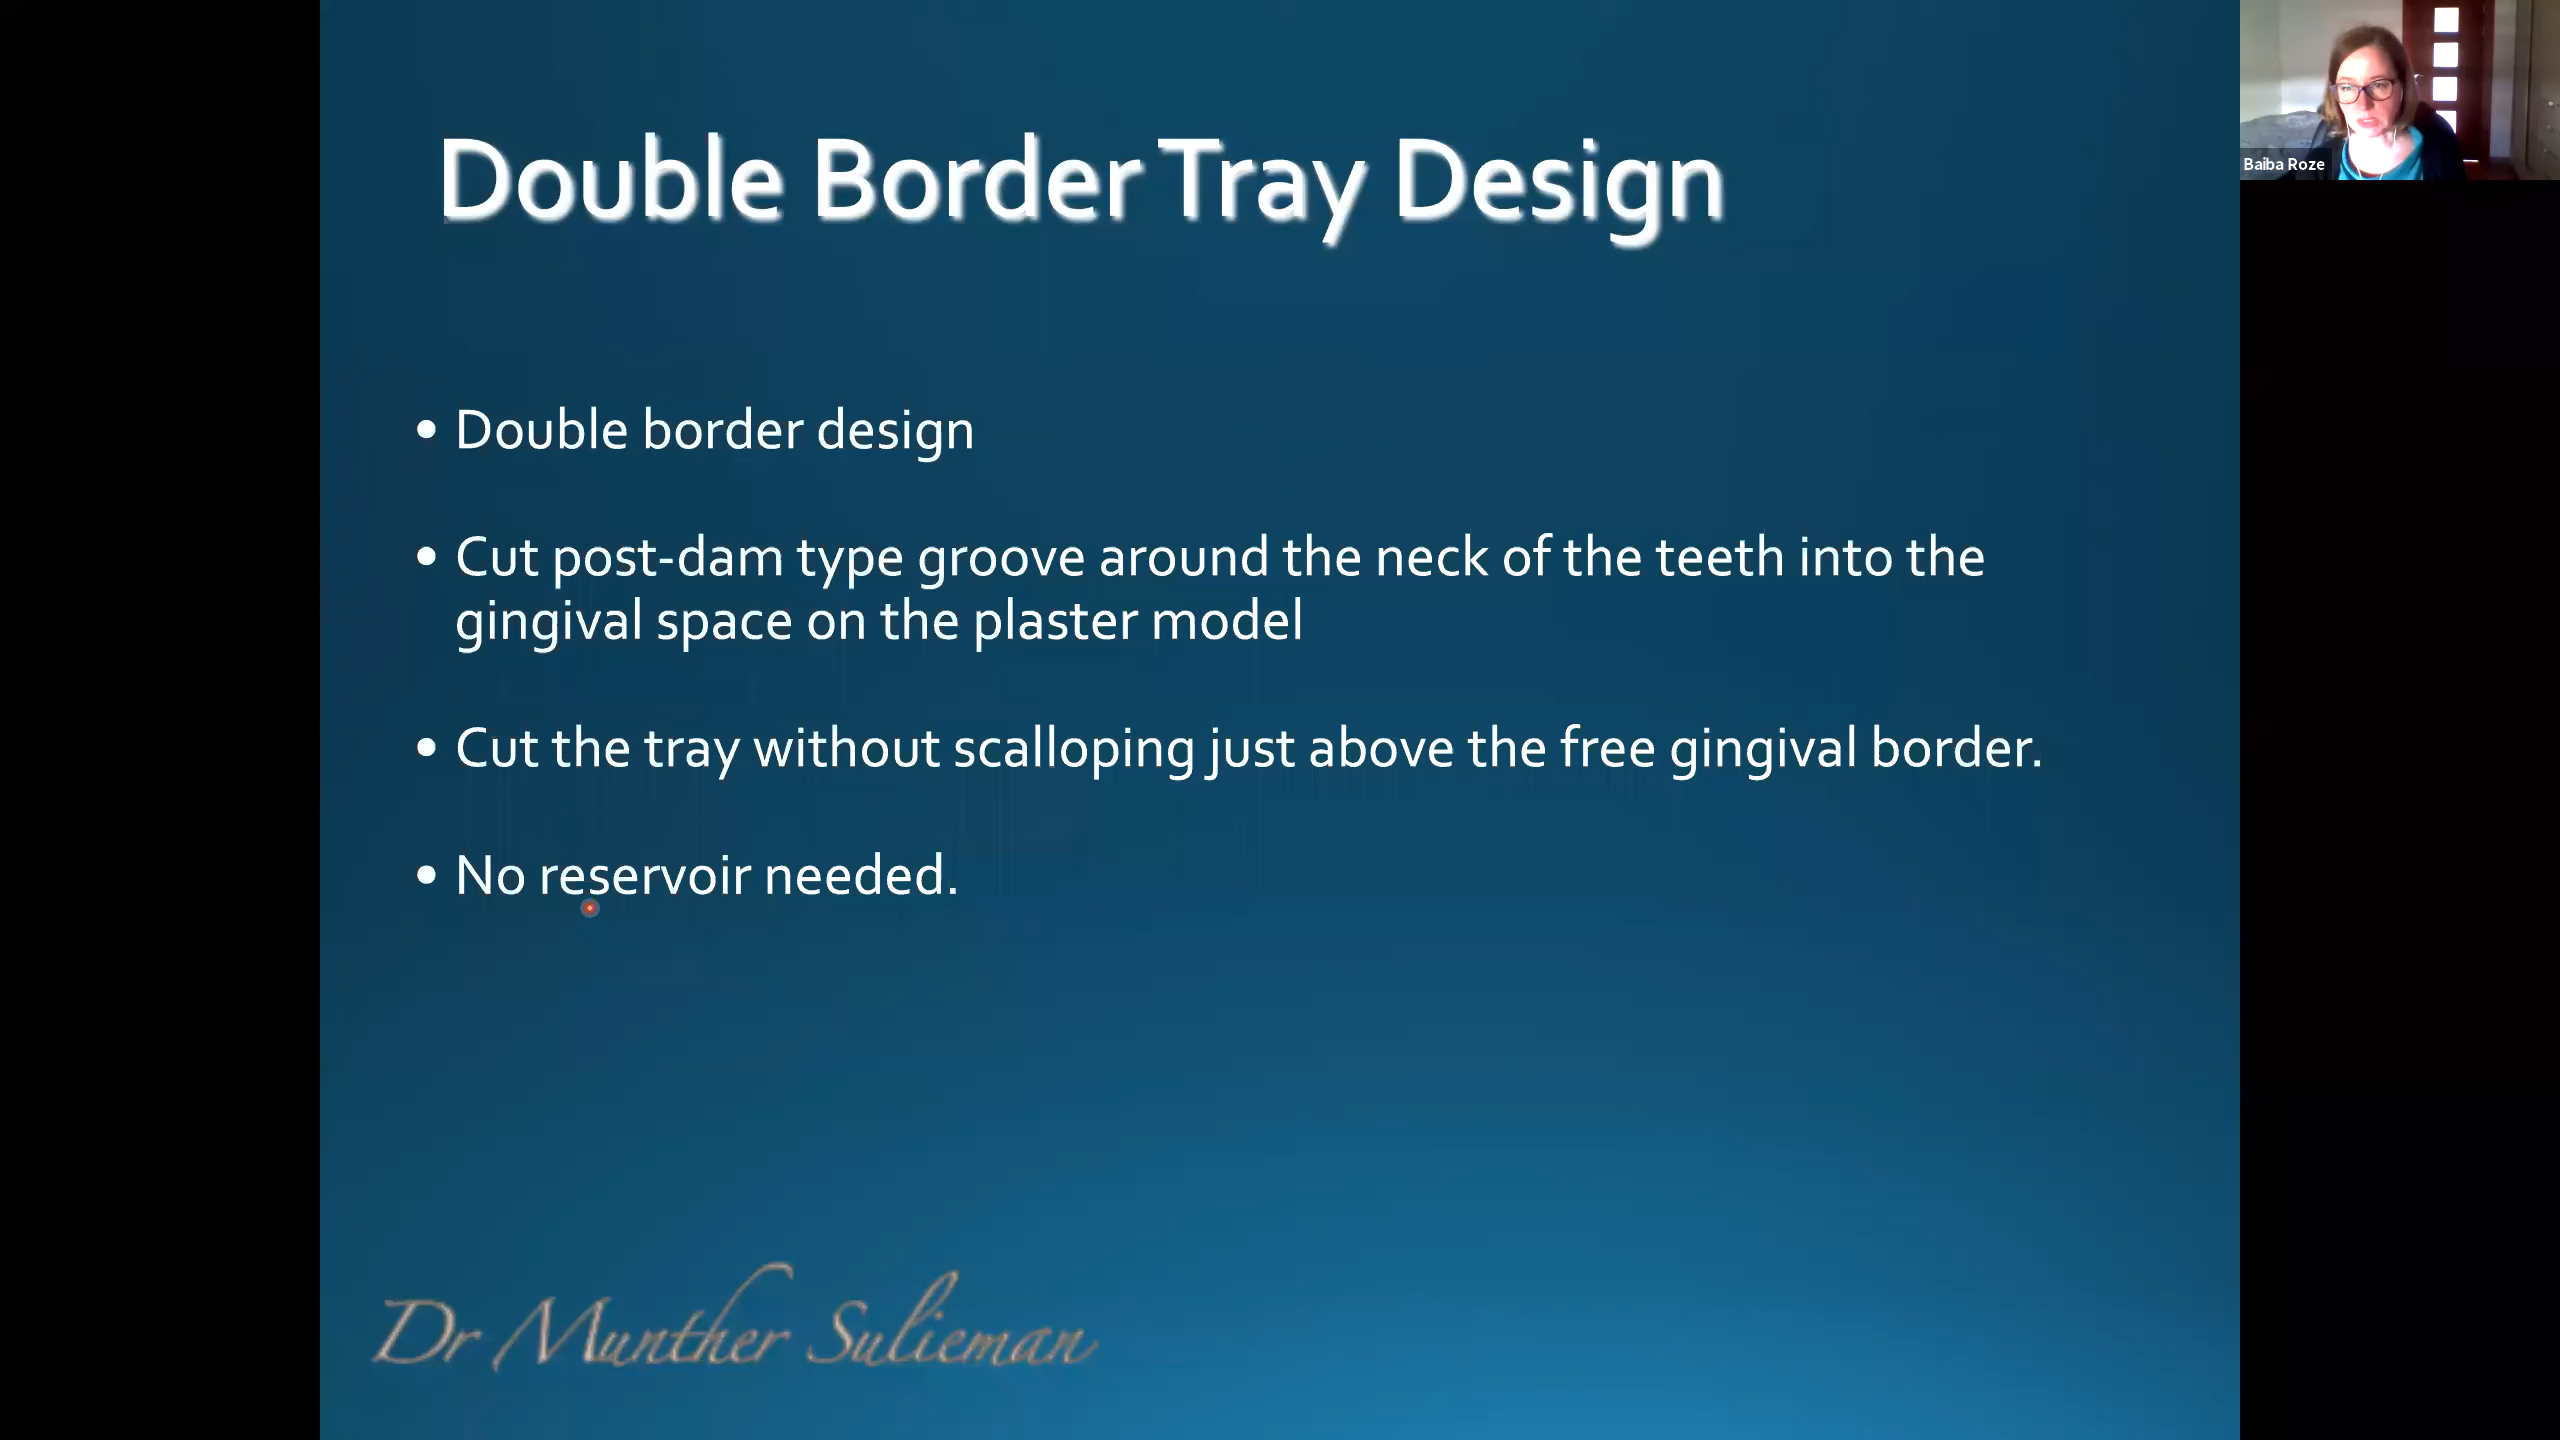 Double Border Tray Design
Baiba Roze
• Double border design
• Cut post-dam type groove around the neck of the teeth into the
gingival space on the plaster model
• Cut the tray without scalloping just above the free gingival border.
• No reservoir needed.
Dr Munther Sulieman